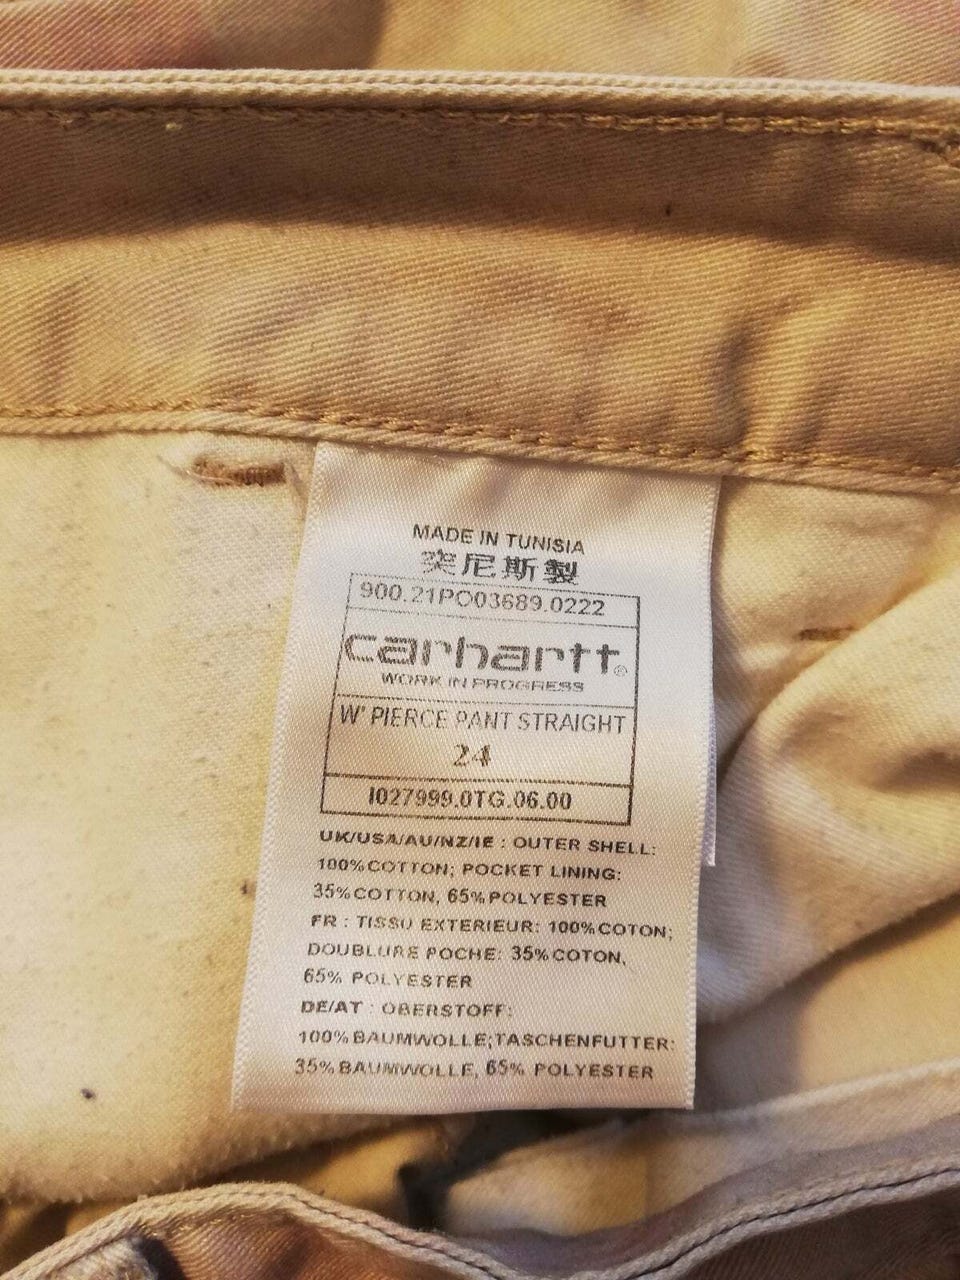 MADE IN TUNISIA
突尼斯製
900.21PO03689.0222
carhartt®
WORK IN PROGRESS
W' PIERCE PANT STRAIGHT
24
I027999.0TG.06.00
UK/USA/AU/NZ/IE : OUTER SHELL:
100% COTTON; POCKET LINING:
35% COTTON, 65% POLYESTER
FR : TISSU EXTERIEUR: 100% COTON;
DOUBLURE POCHE: 35% COTON,
65% POLYESTER
DE/AT : OBERSTOFF:
100% BAUMWOLLE;TASCHENFUTTER:
35% BAUMWOLLE, 65% POLYESTER